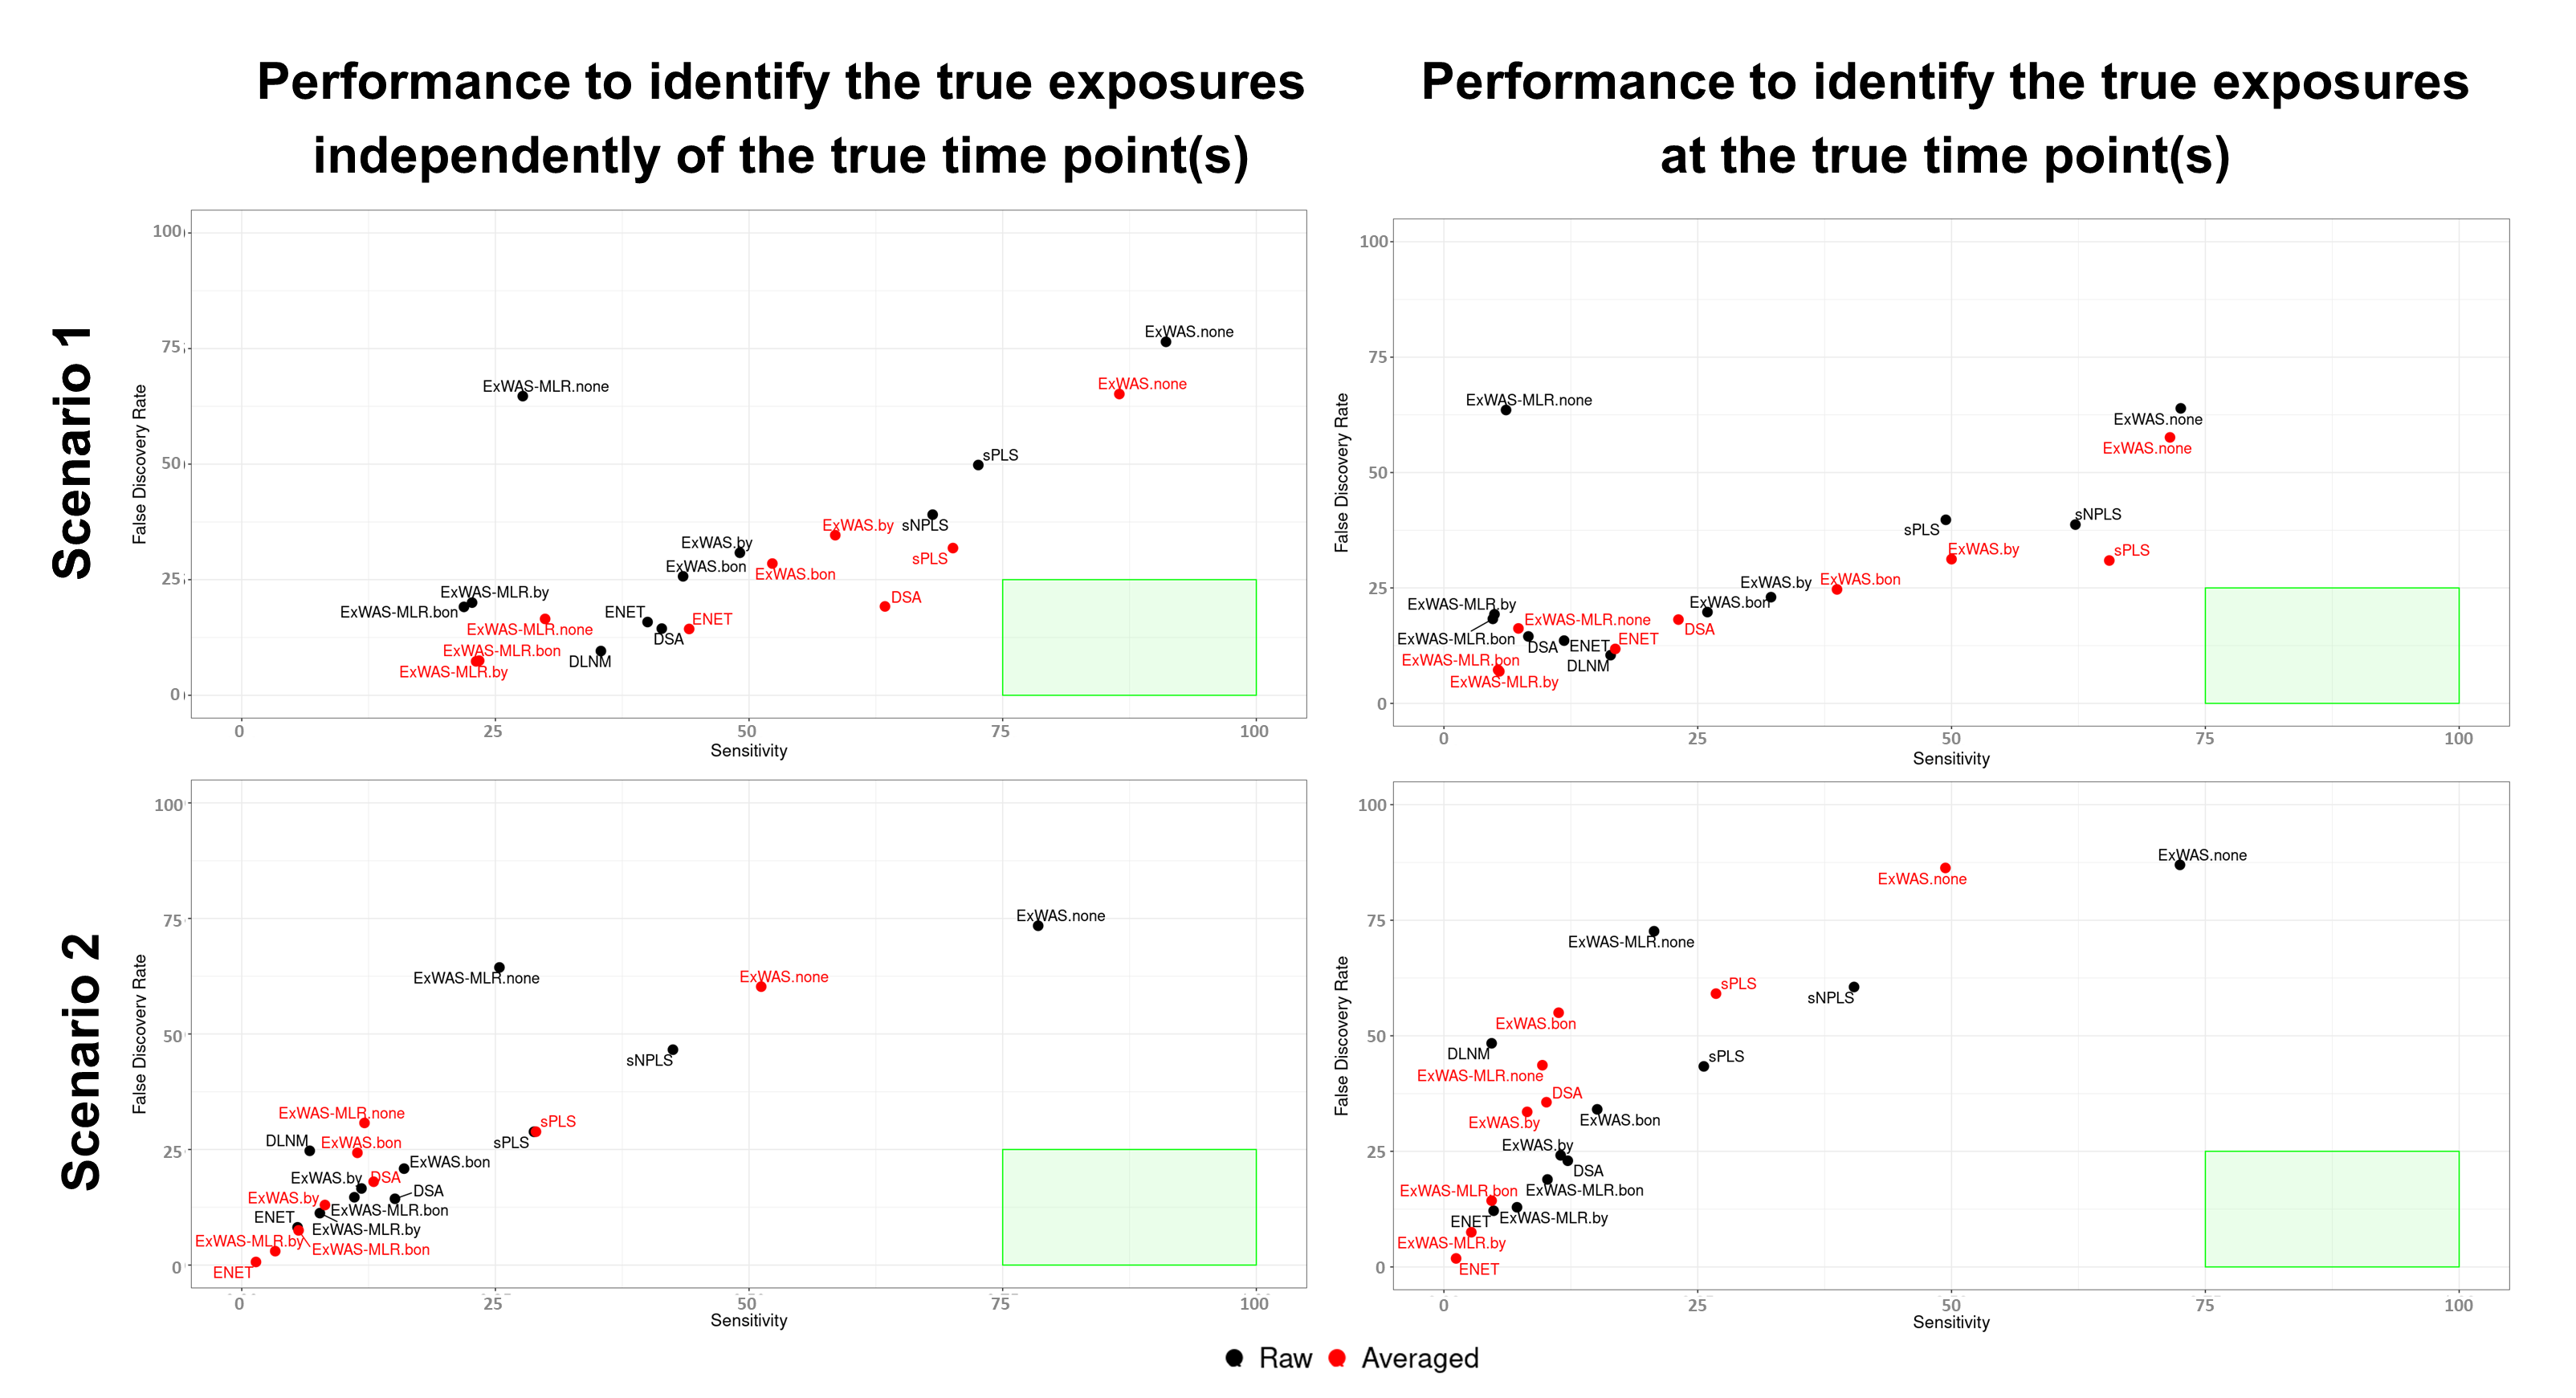 Performance to identify the true exposures
independently of the true time point(s)
Performance to identify the true exposures
at the true time point(s)
Scenario 1
False Discovery Rate
100
75
50
25
0
ExWAS.none
ExWAS.none
ExWAS-MLR.none
sPLS
sNPLS
ExWAS.by
ExWAS.by
sPLS
ExWAS.bon
ExWAS.bon
DSA
ExWAS-MLR.by
ExWAS-MLR.bon
ENET
ENET
ExWAS-MLR.none
DSA
ExWAS-MLR.bon
DLNM
ExWAS-MLR.by
0 25 50 75 100
Sensitivity
False Discovery Rate
100
75
50
25
0
ExWAS-MLR.none
ExWAS.none
ExWAS.none
sNPLS
sPLS
ExWAS.by
sPLS
ExWAS.by
ExWAS.bon
ExWAS.bon
ExWAS-MLR.by
ExWAS-MLR.none
DSA
ExWAS-MLR.bon
DSA
ENET
ENET
ExWAS-MLR.bon
DLNM
ExWAS-MLR.by
0 25 50 75 100
Sensitivity
Scenario 2
False Discovery Rate
100
75
50
25
0
ExWAS.none
ExWAS-MLR.none
ExWAS.none
sNPLS
ExWAS-MLR.none
sPLS
DLNM
ExWAS.bon
sPLS
ExWAS.bon
ExWAS.by
DSA
DSA
ExWAS.by
ExWAS-MLR.bon
ENET
ExWAS-MLR.by
ExWAS-MLR.by
ExWAS-MLR.bon
ENET
0 25 50 75 100
Sensitivity
False Discovery Rate
100
75
50
25
0
ExWAS.none
ExWAS.none
ExWAS-MLR.none
sPLS
sNPLS
ExWAS.bon
DLNM
sPLS
ExWAS-MLR.none
DSA
ExWAS.by
ExWAS.bon
ExWAS.by
DSA
ExWAS-MLR.bon
ExWAS-MLR.bon
ENET
ExWAS-MLR.by
ExWAS-MLR.by
ENET
0 25 50 75 100
Sensitivity
Raw Averaged